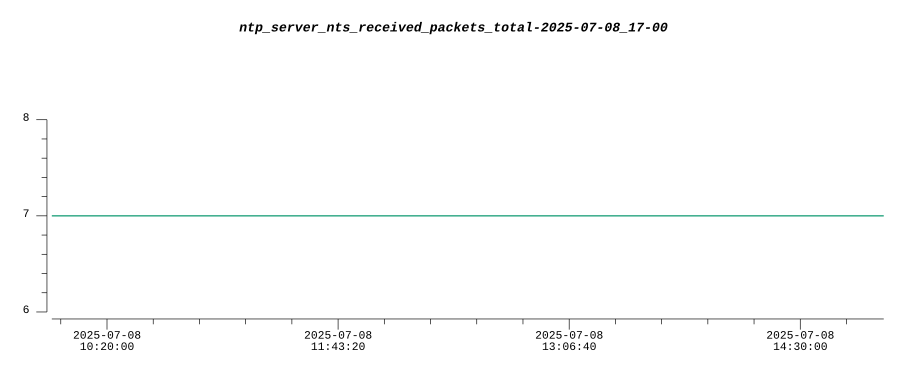 ntp_server_nts_received_packets_total-2025-07-08_17-00
8
7
6
2025-07-08 2025-07-08 2025-07-08 2025-07-08
10:20:00 11:43:20 13:06:40 14:30:00